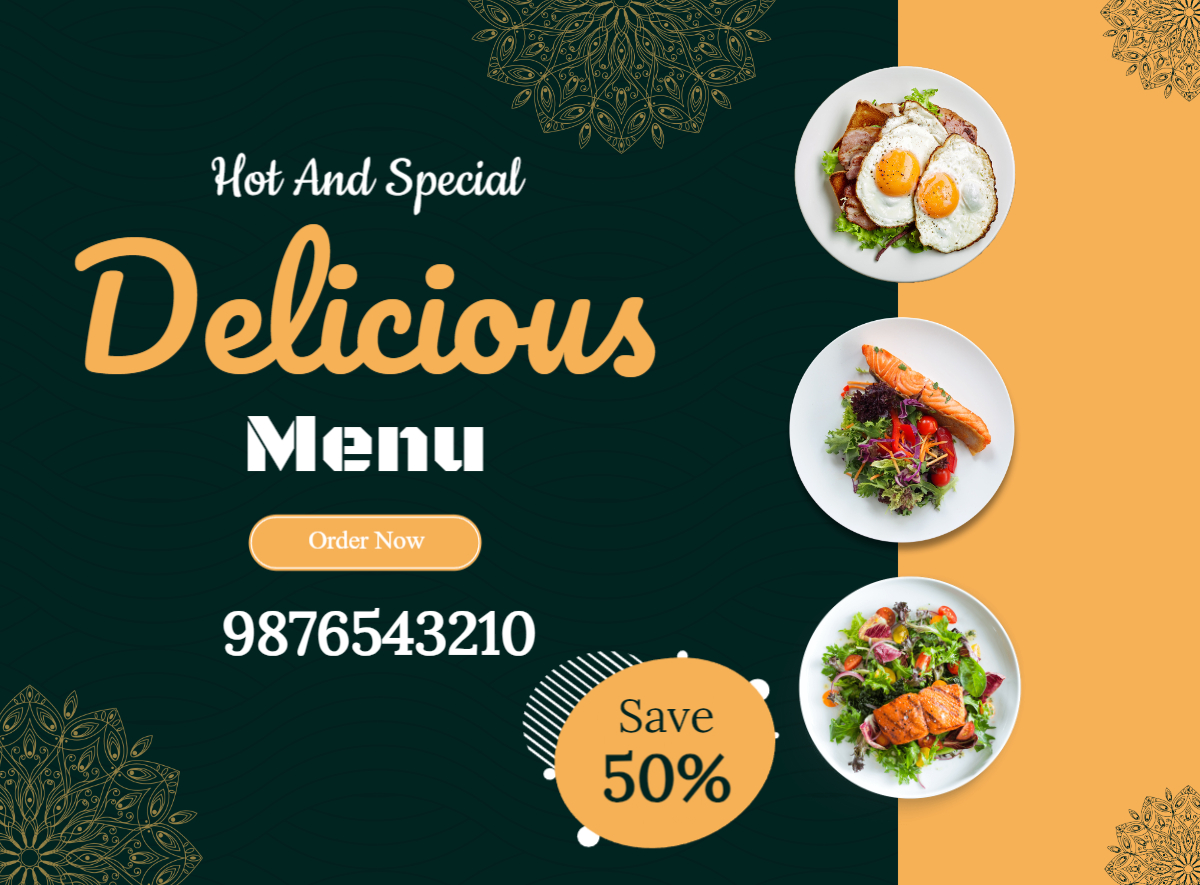 Hot And Special
Delicious
Menu
Order Now
9876543210
Save
50%